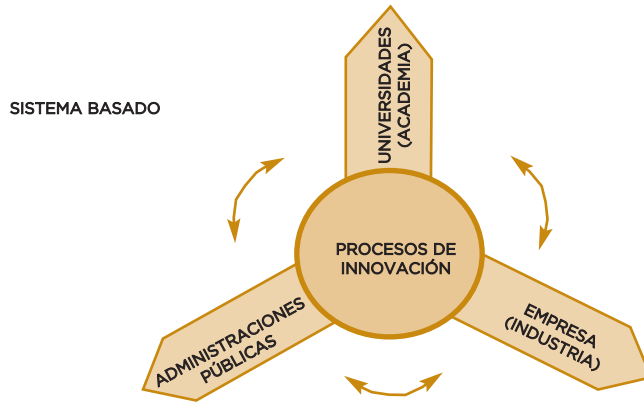 SISTEMA BASADO
UNIVERSIDADES
(ACADEMIA)
PROCESOS DE
INNOVACIÓN
ADMINISTRACIONES
PÚBLICAS
EMPRESA
(INDUSTRIA)